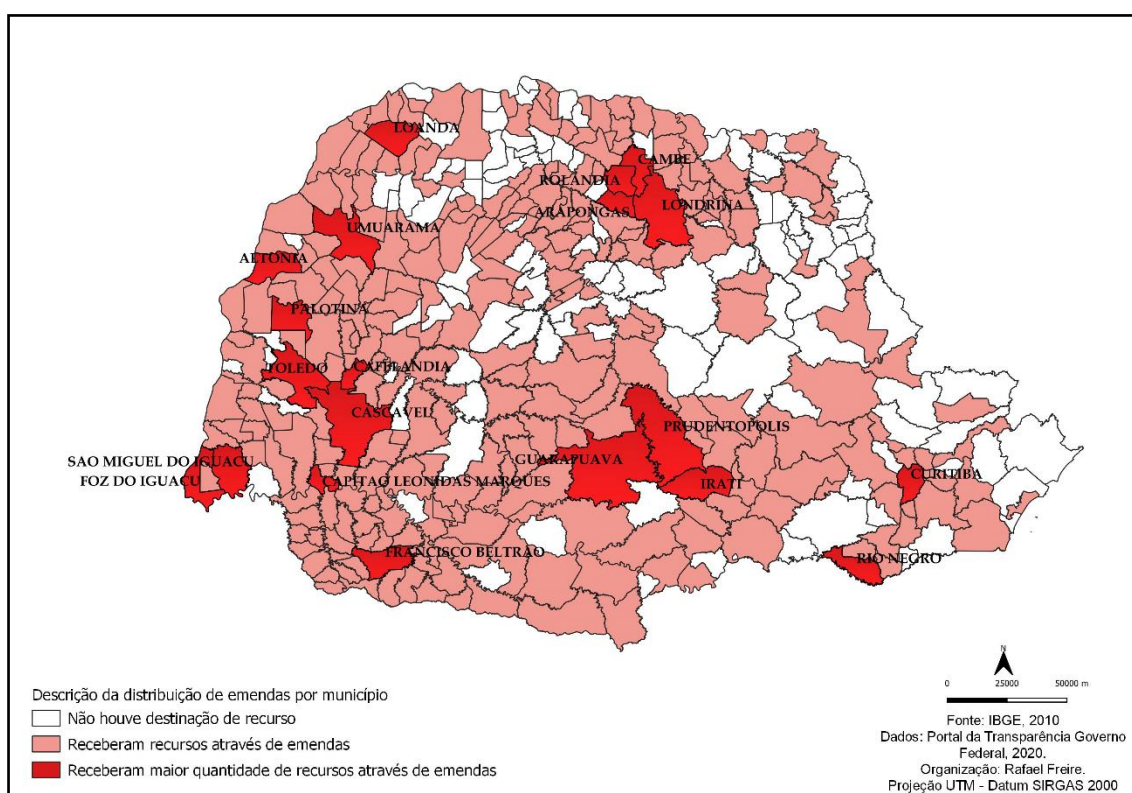 LOANDA
CAMBE
ROLANDIA
ARAPONGAS
LONDRINA
UMUARAMA
ALTONIA
PALOTINA
TOLEDO
CAFELANDIA
CASCAVEL
PRUDENTOPOLIS
GUARAPUAVA
SAO MIGUEL DO IGUACU
FOZ DO IGUACU
CAPITAO LEONIDAS MARQUES
IRATI
CURITIBA
FRANCISCO BELTRAO
RIO NEGRO
N
0 25000 50000 m
Descrição da distribuição de emendas por município
Não houve destinação de recurso
Receberam recursos através de emendas
Receberam maior quantidade de recursos através de emendas
Fonte: IBGE, 2010
Dados: Portal da Transparência Governo
Federal, 2020.
Organização: Rafael Freire.
Projeção UTM - Datum SIRGAS 2000